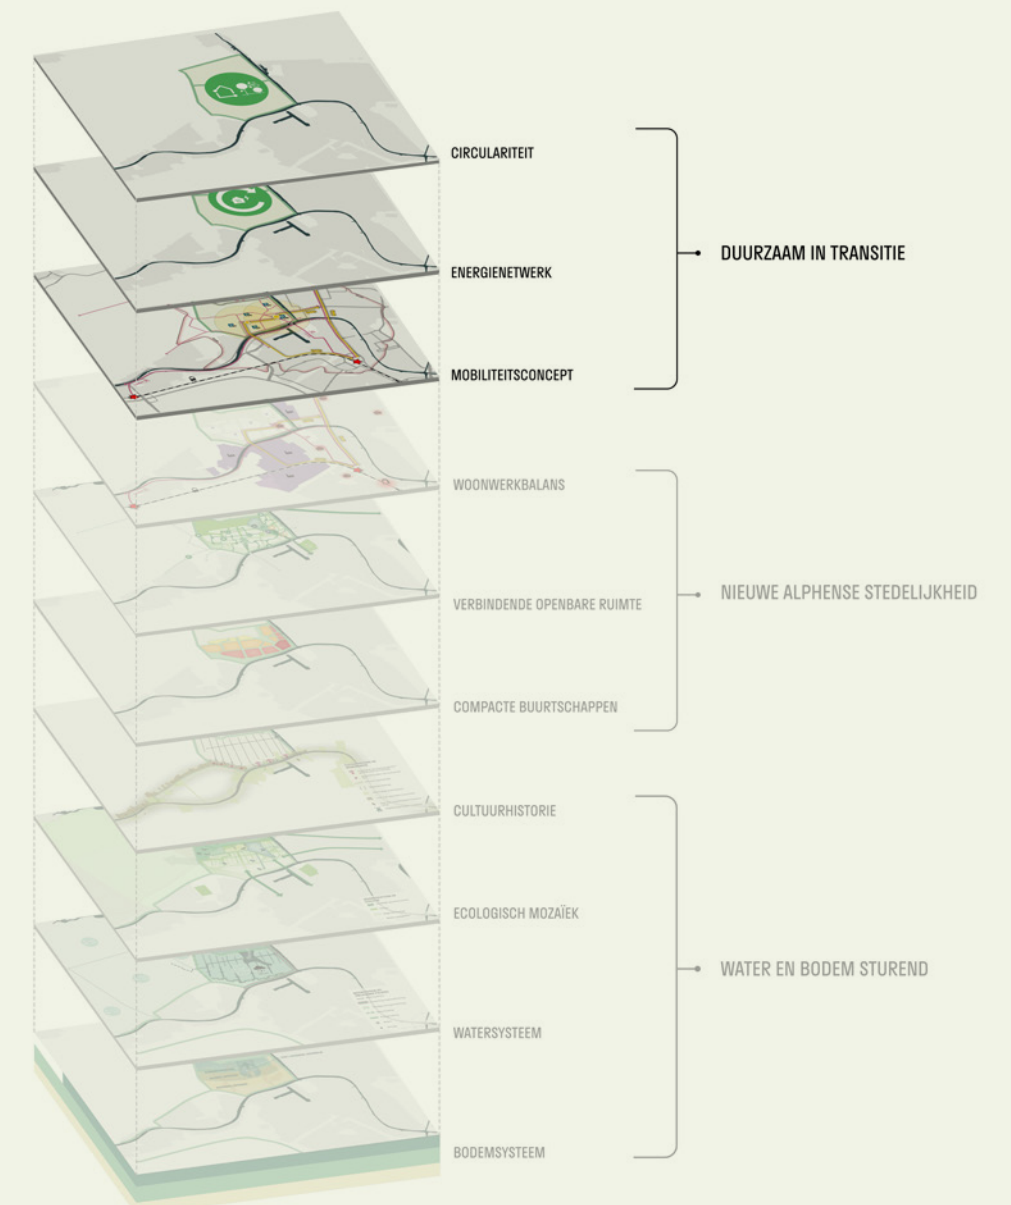 CIRCULARITEIT
ENERGIENETWERK
MOBILITEITSCONCEPT
DUURZAAM IN TRANSITIE
WOONWERKBALANS
VERBINDENDE OPENBARE RUIMTE
COMPACTE BUURTSCHAPPEN
NIEUWE ALPHENSE STEDELIJKHEID
CULTUURHISTORIE
ECOLOGISCH MOZAÏEK
WATERSYSTEEM
BODEMSYSTEEM
WATER EN BODEM STUREND